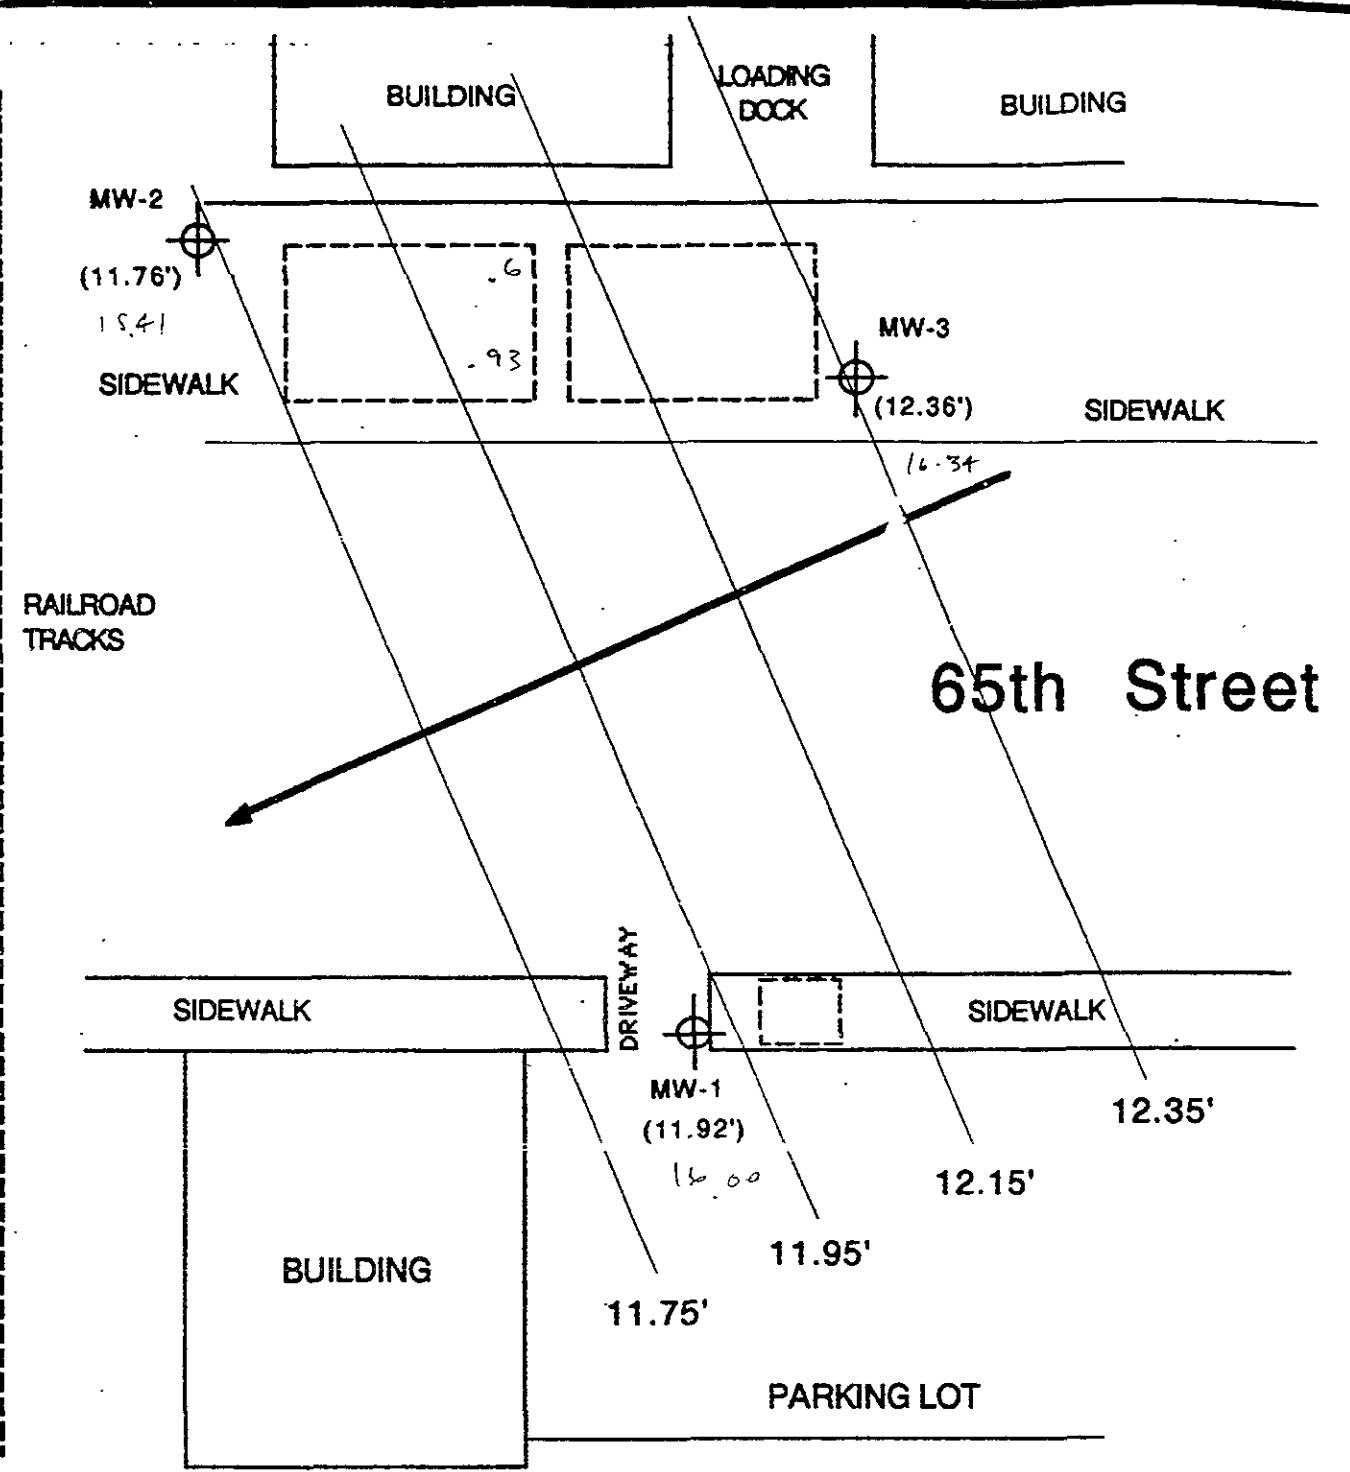 BUILDING
LOADING
DOCK
BUILDING
MW-2
(11.76')
15.41
.6
.93
MW-3
(12.36')
16.34
SIDEWALK
SIDEWALK
RAILROAD
TRACKS
65th Street
SIDEWALK
DRIVEWAY
SIDEWALK
MW-1
(11.92')
16.00
12.35'
12.15'
11.95'
11.75'
BUILDING
PARKING LOT